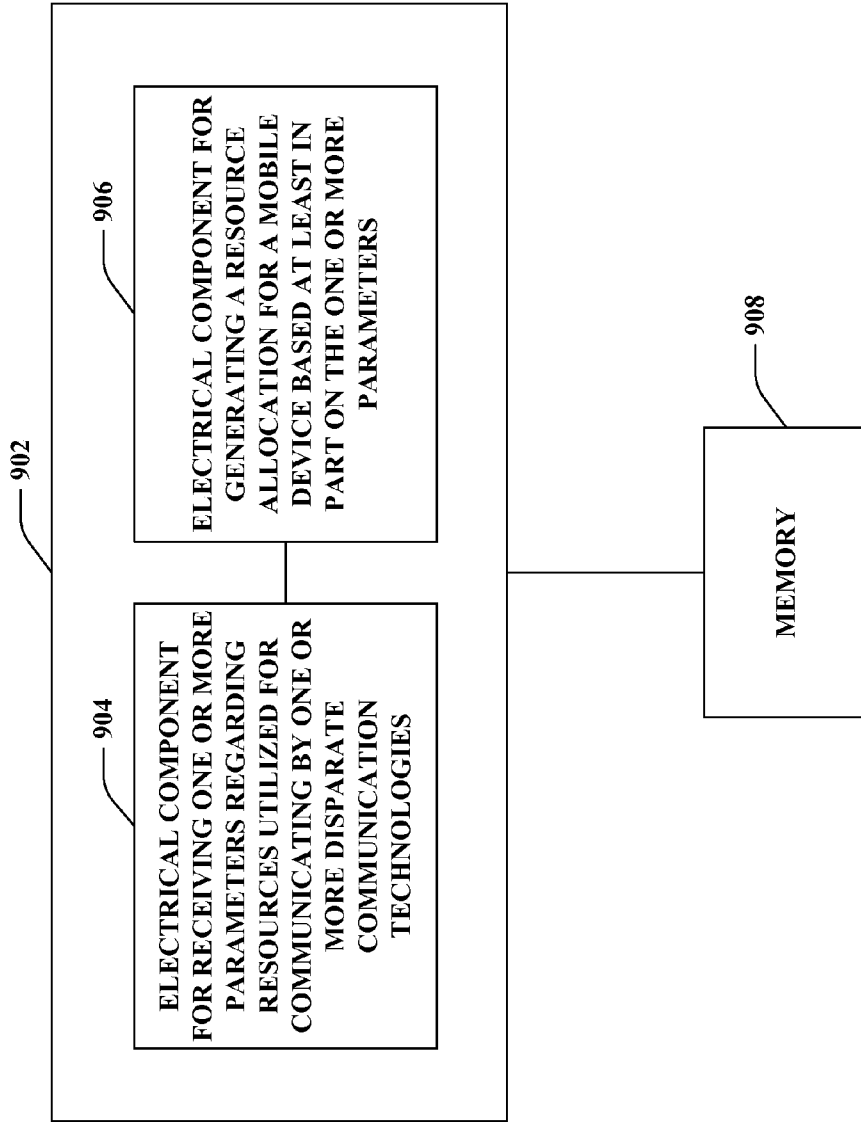 902
904
ELECTRICAL COMPONENT
FOR RECEIVING ONE OR MORE
PARAMETERS REGARDING
RESOURCES UTILIZED FOR
COMMUNICATING BY ONE OR
MORE DISPARATE
COMMUNICATION
TECHNOLOGIES
906
ELECTRICAL COMPONENT FOR
GENERATING A RESOURCE
ALLOCATION FOR A MOBILE
DEVICE BASED AT LEAST IN
PART ON THE ONE OR MORE
PARAMETERS
908
MEMORY